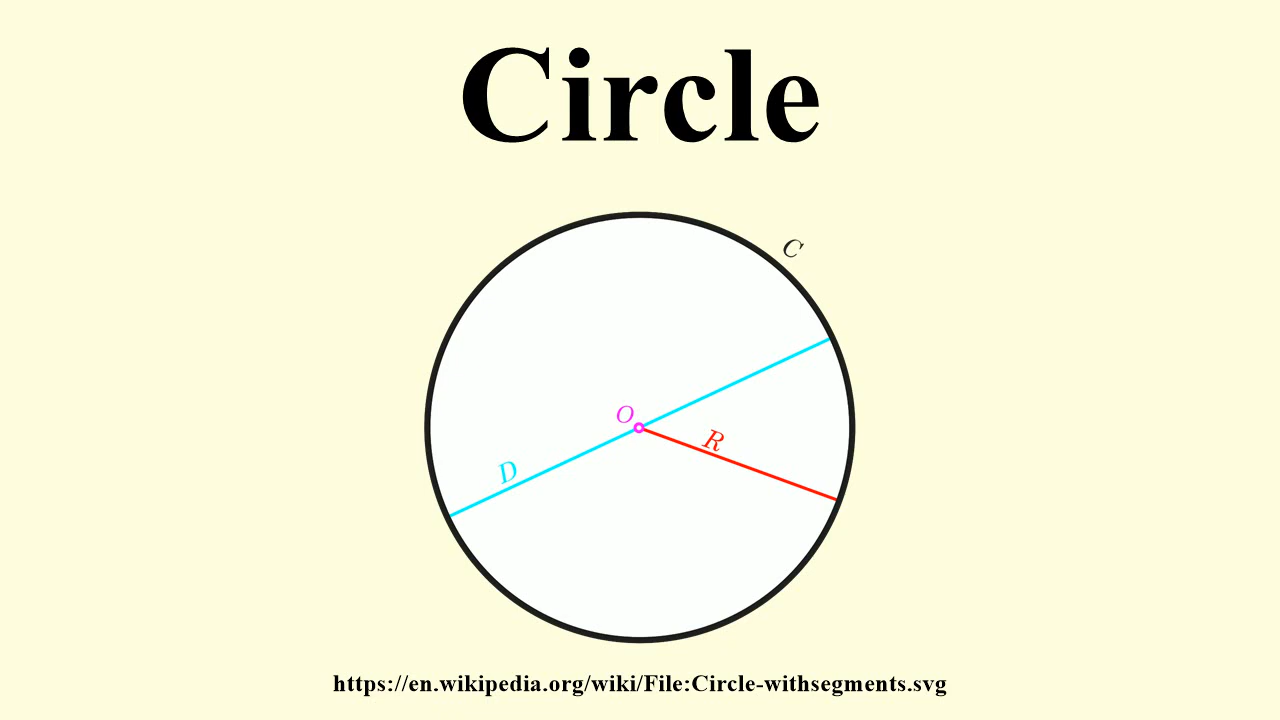 Circle
C
O
R
D
https://en.wikipedia.org/wiki/File:Circle-withsegments.svg